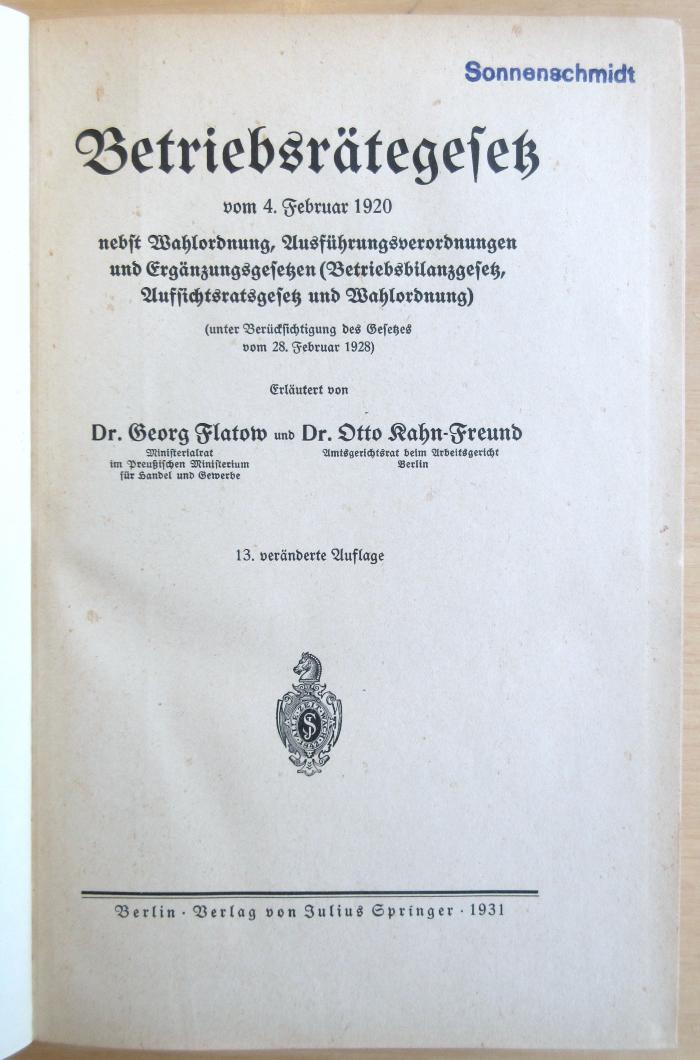 Sonnenschmidt
Betriebsrätegesetz
vom 4. Februar 1920
nebst Wahlordnung, Ausführungsverordnungen
und Ergänzungsgesetzen (Betriebsbilanzgesetz,
Aufsichtsratsgesetz und Wahlordnung)
(unter Berücksichtigung des Gesetzes
vom 28. Februar 1928)
Erläutert von
Dr. Georg Flatow und Dr. Otto Kahn-Freund
Ministerialrat
im Preußischen Ministerium
für Handel und Gewerbe
Amtsgerichtsrat beim Arbeitsgericht
Berlin
13. veränderte Auflage
Berlin · Verlag von Julius Springer · 1931